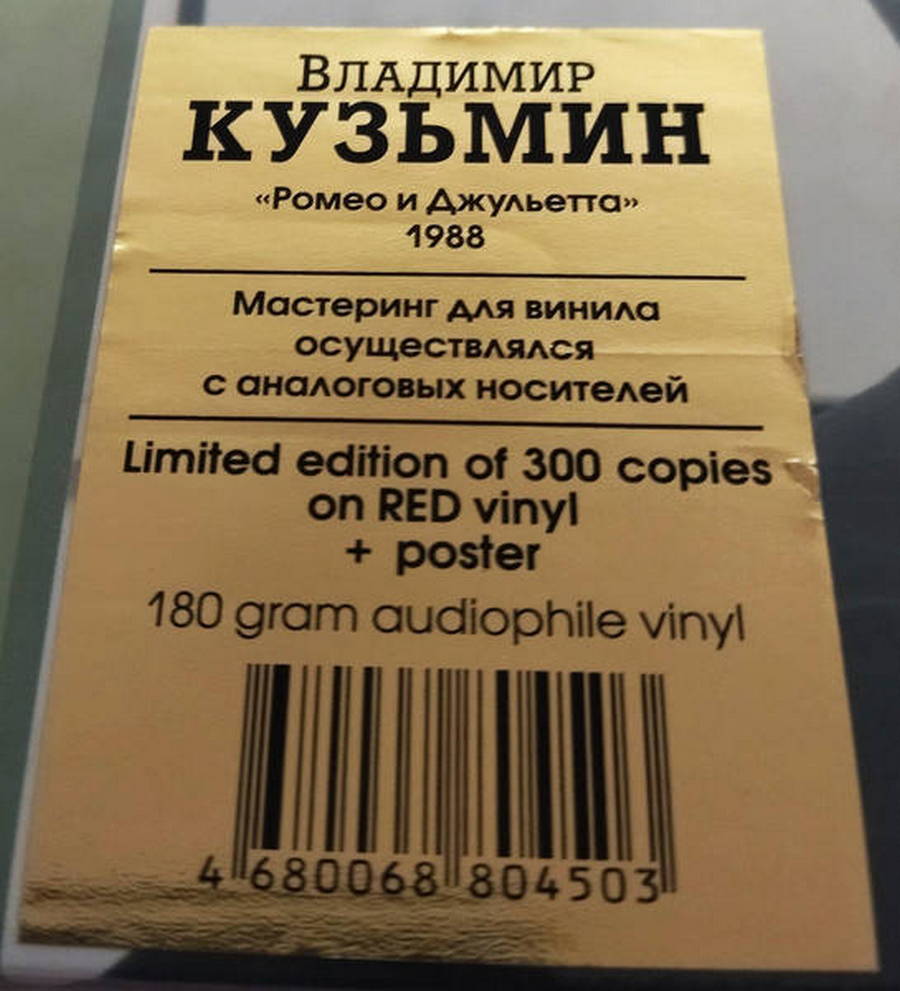 Владимир
КУЗЬМИН
«Ромео и Джульетта»
1988
Мастеринг для винила
осуществлялся
с аналоговых носителей
Limited edition of 300 copies
on RED vinyl
+ poster
180 gram audiophile vinyl
4 680068 804503